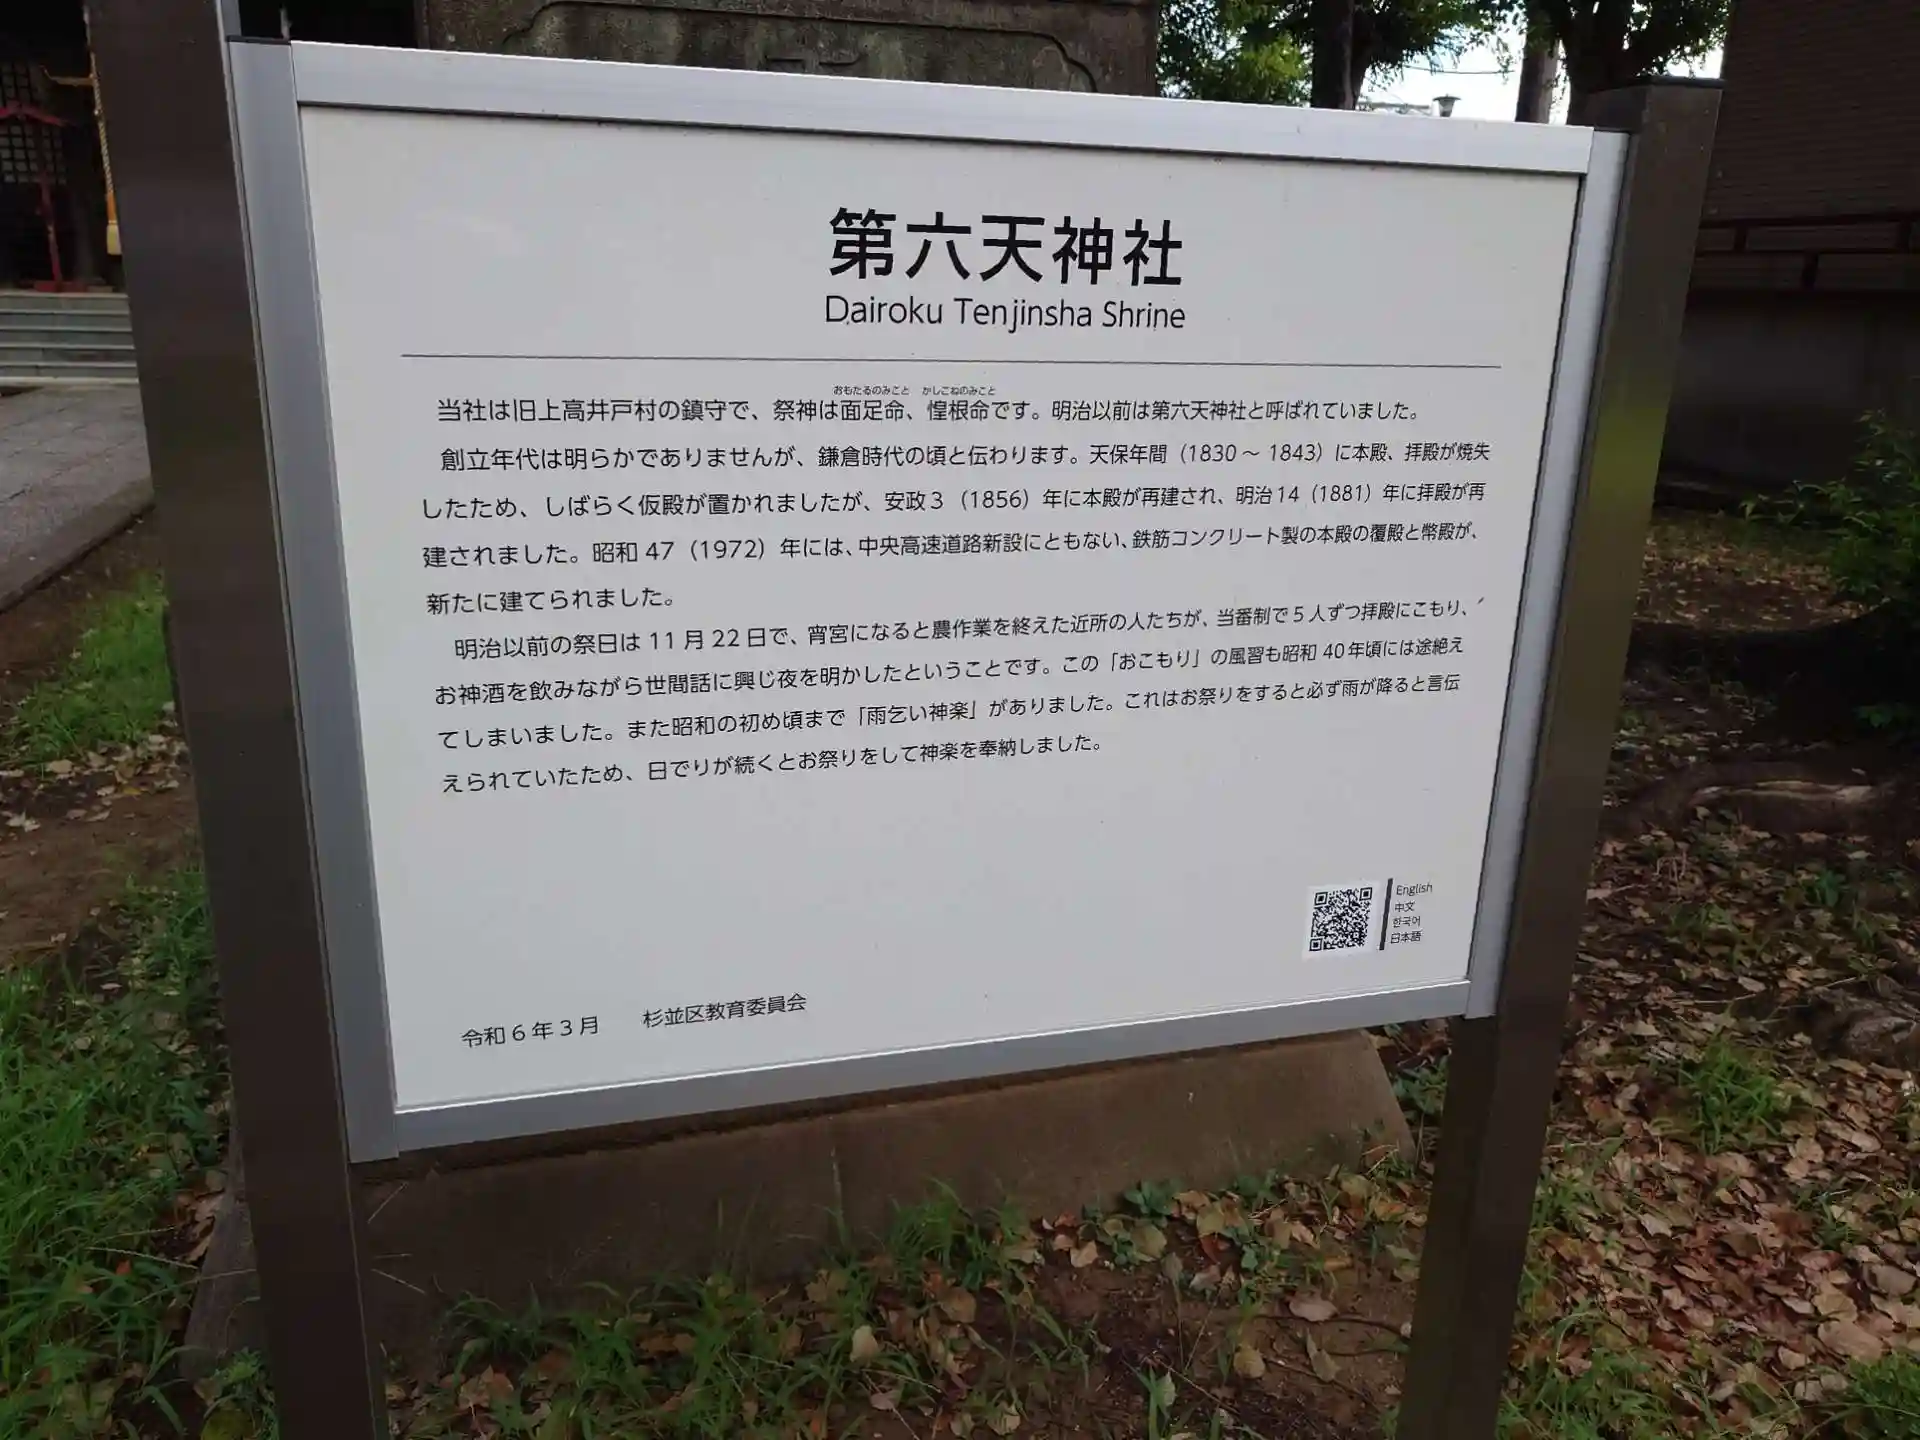 第六天神社
Dairoku Tenjinsha Shrine
おもたるのみこと かしこねのみこと
当社は旧上高井戸村の鎮守で、祭神は面足命、惶根命です。明治以前は第六天神社と呼ばれていました。
創立年代は明らかでありませんが、鎌倉時代の頃と伝わります。天保年間（1830～1843）に本殿、拝殿が焼失
したため、しばらく仮殿が置かれましたが、安政3（1856）年に本殿が再建され、明治14（1881）年に拝殿が再
建されました。昭和47（1972）年には、中央高速道路新設にともない、鉄筋コンクリート製の本殿の覆殿と幣殿が、
新たに建てられました。
明治以前の祭日は11月22日で、宵宮になると農作業を終えた近所の人たちが、当番制で5人ずつ拝殿にこもり、
お神酒を飲みながら世間話に興じ夜を明かしたということです。この「おこもり」の風習も昭和40年頃には途絶え
てしまいました。また昭和の初め頃まで「雨乞い神楽」がありました。これはお祭りをすると必ず雨が降ると言伝
えられていたため、日でりが続くとお祭りをして神楽を奉納しました。
English
中文
한국어
日本語
令和6年3月 杉並区教育委員会